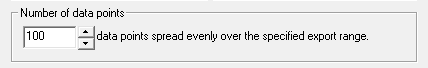 Number of data points
100 data points spread evenly over the specified export range.